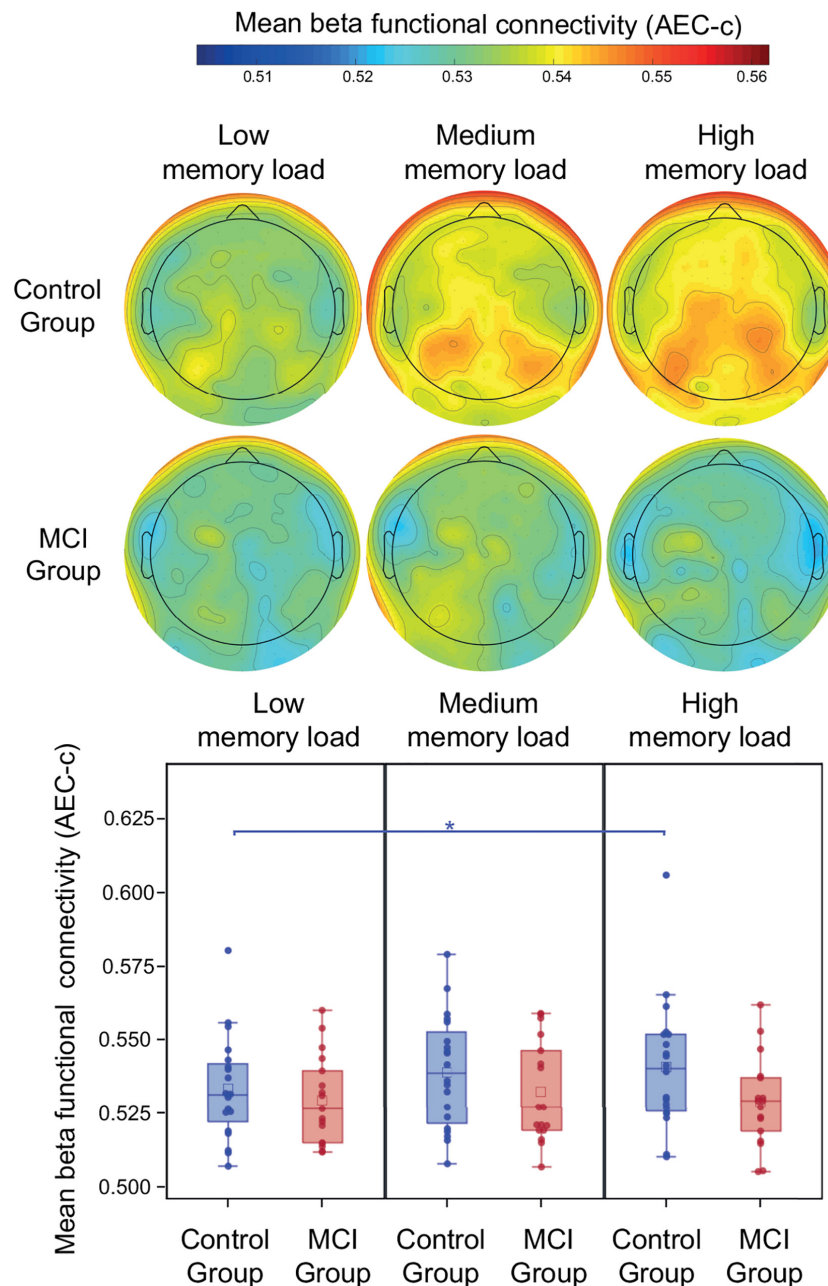 Mean beta functional connectivity (AEC-c)
0.51 0.52 0.53 0.54 0.55 0.56
Low
memory load
Medium
memory load
High
memory load
Control
Group
MCI
Group
Low
memory load
Medium
memory load
High
memory load
Mean beta functional connectivity (AEC-c)
0.625
0.600
0.575
0.550
0.525
0.500
*
Control
Group
MCI
Group
Control
Group
MCI
Group
Control
Group
MCI
Group